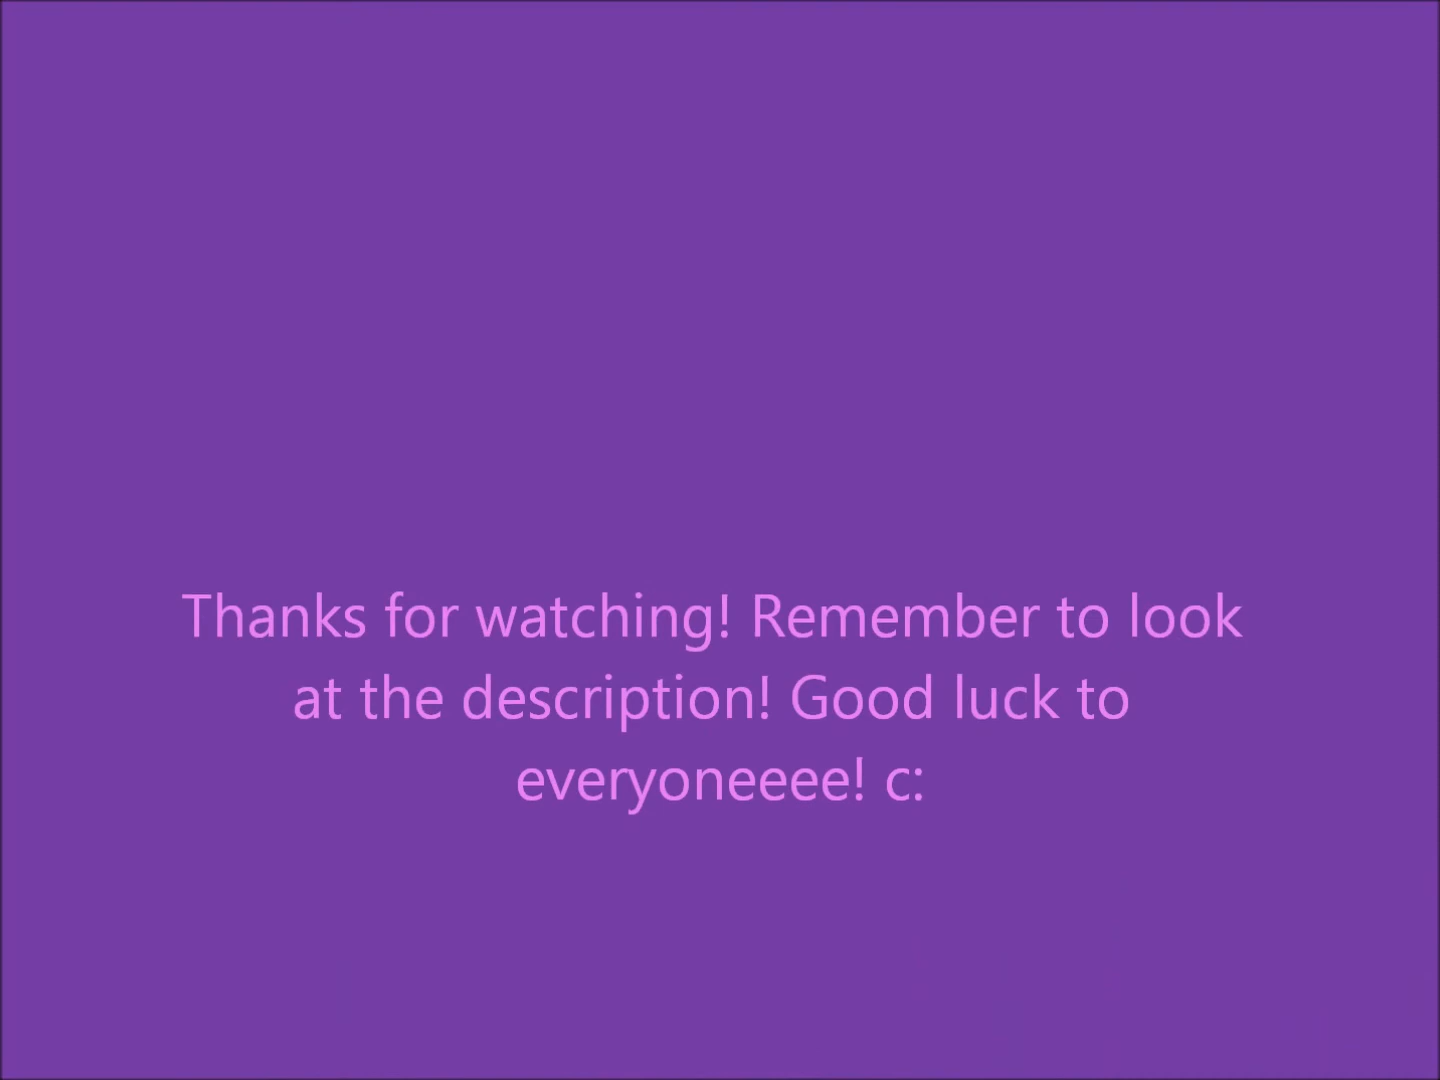 Thanks for watching! Remember to look
at the description! Good luck to
everyoneeee! c: